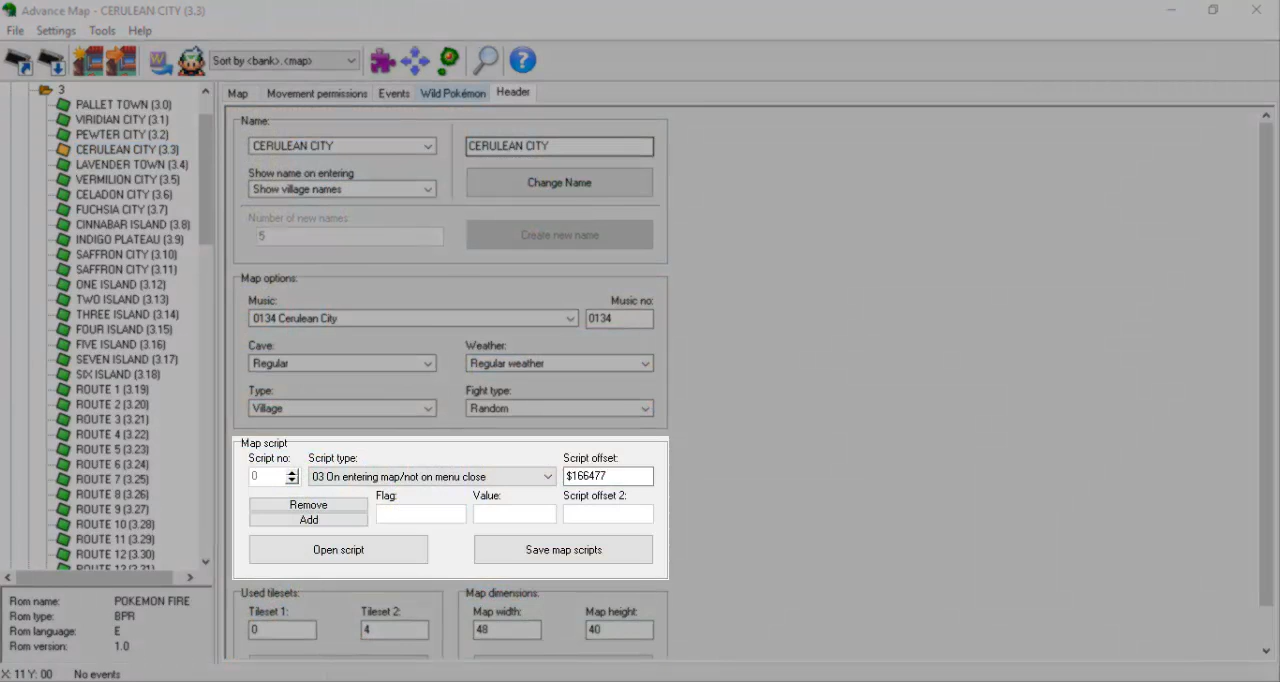 Advance Map - CERULEAN CITY (3.3)
File Settings Tools Help
Sort by <bank>.<map>
3
PALLET TOWN (3.0)
VIRIDIAN CITY (3.1)
PEWTER CITY (3.2)
CERULEAN CITY (3.3)
LAVENDER TOWN (3.4)
VERMILION CITY (3.5)
CELADON CITY (3.6)
FUCHSIA CITY (3.7)
CINNABAR ISLAND (3.8)
INDIGO PLATEAU (3.9)
SAFFRON CITY (3.10)
SAFFRON CITY (3.11)
ONE ISLAND (3.12)
TWO ISLAND (3.13)
THREE ISLAND (3.14)
FOUR ISLAND (3.15)
FIVE ISLAND (3.16)
SEVEN ISLAND (3.17)
SIX ISLAND (3.18)
ROUTE 1 (3.19)
ROUTE 2 (3.20)
ROUTE 3 (3.21)
ROUTE 4 (3.22)
ROUTE 5 (3.23)
ROUTE 6 (3.24)
ROUTE 7 (3.25)
ROUTE 8 (3.26)
ROUTE 9 (3.27)
ROUTE 10 (3.28)
ROUTE 11 (3.29)
ROUTE 12 (3.30)
ROUTE 13 (3.31)
Rom name: POKEMON FIRE
Rom type: BPR
Rom language: E
Rom version: 1.0
X: 11 Y: 00 No events
Map Movement permissions Events Wild Pokémon Header
Name:
CERULEAN CITY CERULEAN CITY
Show name on entering
Show village names Change Name
Number of new names:
5 Create new name
Map options:
Music: Music no:
0134 Cerulean City 0134
Cave: Weather:
Regular Regular weather
Type: Fight type:
Village Random
Map script
Script no: Script type: Script offset:
0 03 On entering map/not on menu close $166477
Remove Flag: Value: Script offset 2:
Add
Open script Save map scripts
Used tilesets: Map dimensions:
Tileset 1: Tileset 2: Map width: Map height:
0 4 48 40